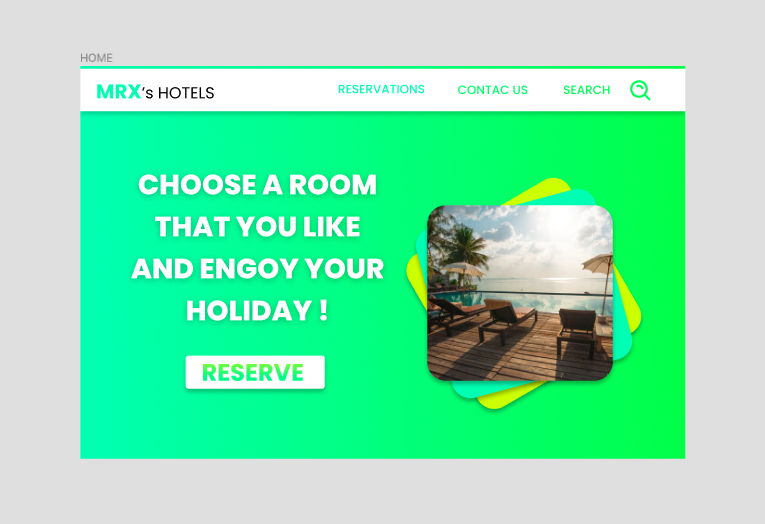 HOME
MRX's HOTELS
RESERVATIONS
CONTAC US
SEARCH
CHOOSE A ROOM
THAT YOU LIKE
AND ENGOY YOUR
HOLIDAY !
RESERVE